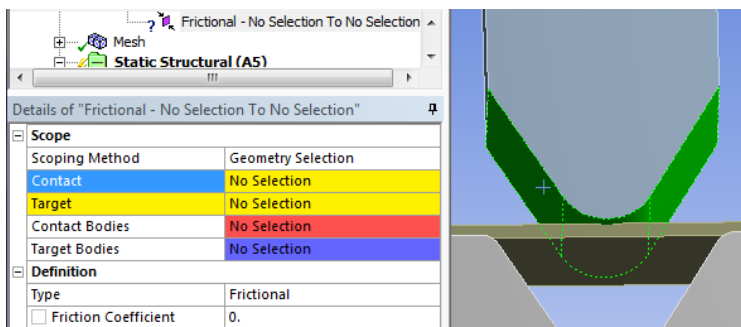 Frictional - No Selection To No Selection
Mesh
Static Structural (A5)
Details of "Frictional - No Selection To No Selection"
Scope
Scoping Method Geometry Selection
Contact No Selection
Target No Selection
Contact Bodies No Selection
Target Bodies No Selection
Definition
Type Frictional
Friction Coefficient 0.